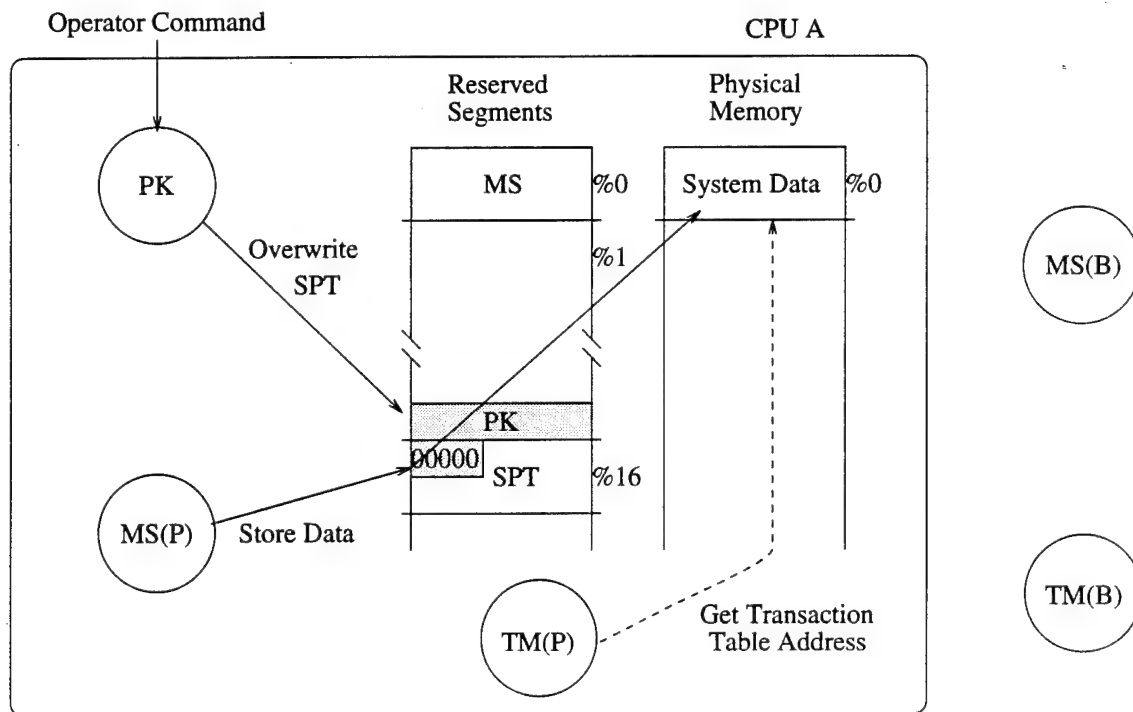 Operator Command
CPU A
Reserved
Segments
Physical
Memory
PK
MS
%0
System Data
%0
Overwrite
SPT
%1
MS(B)
PK
00000
SPT
%16
MS(P)
Store Data
TM(B)
TM(P)
Get Transaction
Table Address